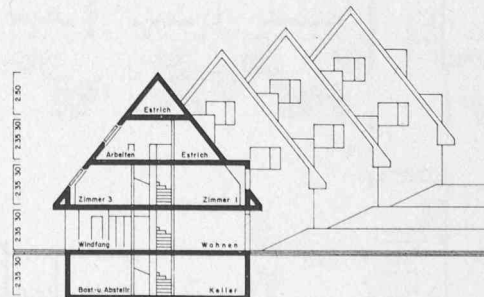 Estrich
Arbeiten Estrich
Zimmer 3 Zimmer 1
Windfang Wohnen
Bast.-u. Abstellr. Keller
2.50
2.35 30
2.35 30
2.35
2.35 30